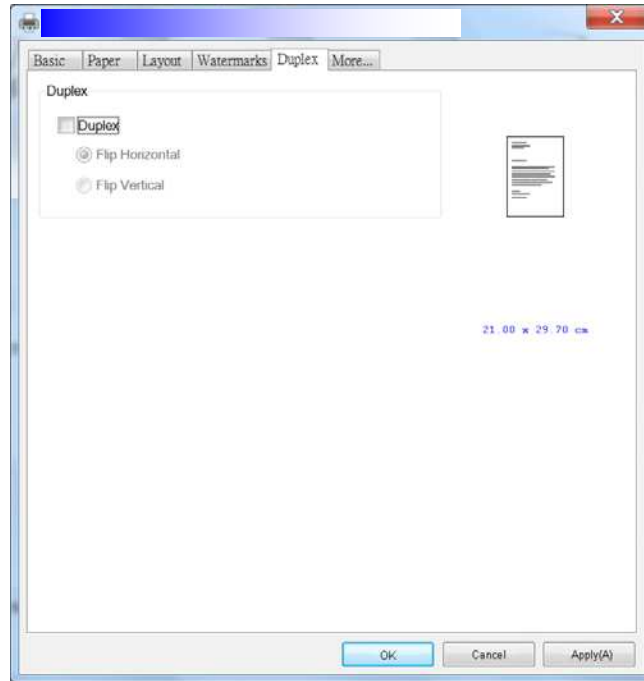 X
Basic Paper Layout Watermarks Duplex More...
Duplex
Duplex
Flip Horizontal
Flip Vertical
21.00 x 29.70 cm
OK Cancel Apply(A)